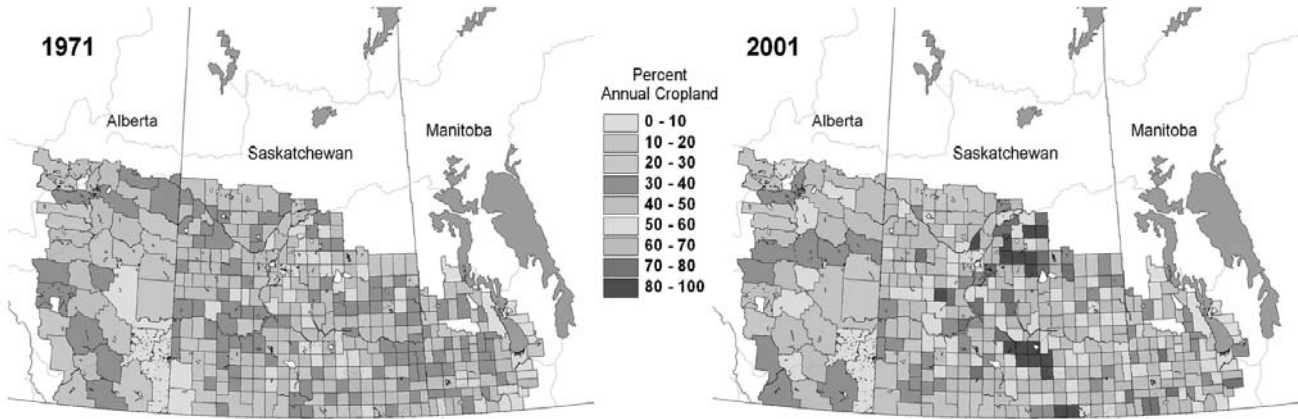 1971
Alberta
Saskatchewan
Manitoba
Percent
Annual Cropland
0 - 10
10 - 20
20 - 30
30 - 40
40 - 50
50 - 60
60 - 70
70 - 80
80 - 100
2001
Alberta
Saskatchewan
Manitoba